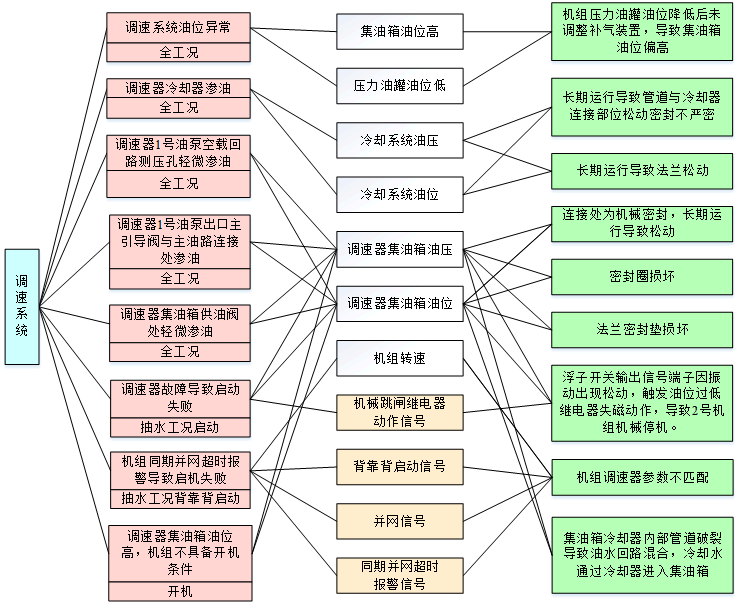 调速系统
调速系统油位异常
全工况
调速器冷却器渗油
全工况
调速器1号油泵空载回
路测压孔轻微渗油
全工况
调速器1号油泵出口主
引导阀与主油路连接
处渗油
全工况
调速器集油箱供油阀
处轻微渗油
全工况
调速器故障导致启动
失败
抽水工况启动
机组同期并网超时报
警导致启机失败
抽水工况背靠背启动
调速器集油箱油位
高，机组不具备开机
条件
开机
集油箱油位高
压力油罐油位低
冷却系统油压
冷却系统油位
调速器集油箱油压
调速器集油箱油位
机组转速
机械跳闸继电器
动作信号
背靠背启动信号
并网信号
同期并网超时
报警信号
机组压力油罐油位降低后未
调整补气装置，导致集油箱
油位偏高
长期运行导致管道与冷却器
连接部位松动密封不严密
长期运行导致法兰松动
连接处为机械密封，长期运
行导致松动
密封圈损坏
法兰密封垫损坏
浮子开关输出信号端子因振
动出现松动，触发油位过低
继电器失磁动作，导致2号机
组机械停机。
机组调速器参数不匹配
集油箱冷却器内部管道破裂
导致油水回路混合，冷却水
通过冷却器进入集油箱